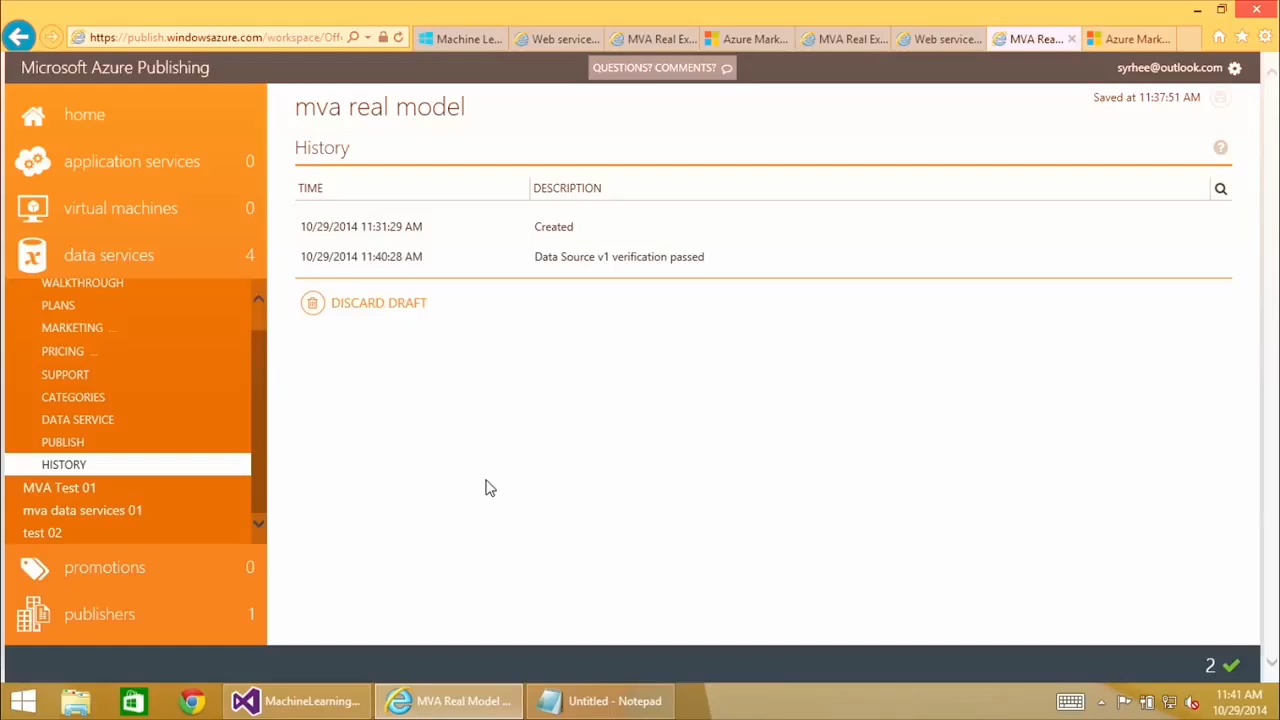 https://publish.windowsazure.com/workspace/Off
Machine Le...
Web service...
MVA Real Ex...
Azure Mark...
MVA Real Ex...
Web service...
MVA Rea...
Azure Mark...
Microsoft Azure Publishing
QUESTIONS? COMMENTS?
syrhee@outlook.com
home
application services 0
virtual machines 0
data services 4
WALKTHROUGH
PLANS
MARKETING ...
PRICING ...
SUPPORT
CATEGORIES
DATA SERVICE
PUBLISH
HISTORY
MVA Test 01
mva data services 01
test 02
promotions 0
publishers 1
mva real model
Saved at 11:37:51 AM
History
?
TIME DESCRIPTION
10/29/2014 11:31:29 AM Created
10/29/2014 11:40:28 AM Data Source v1 verification passed
DISCARD DRAFT
2
MachineLearning...
MVA Real Model ...
Untitled - Notepad
11:41 AM
10/29/2014